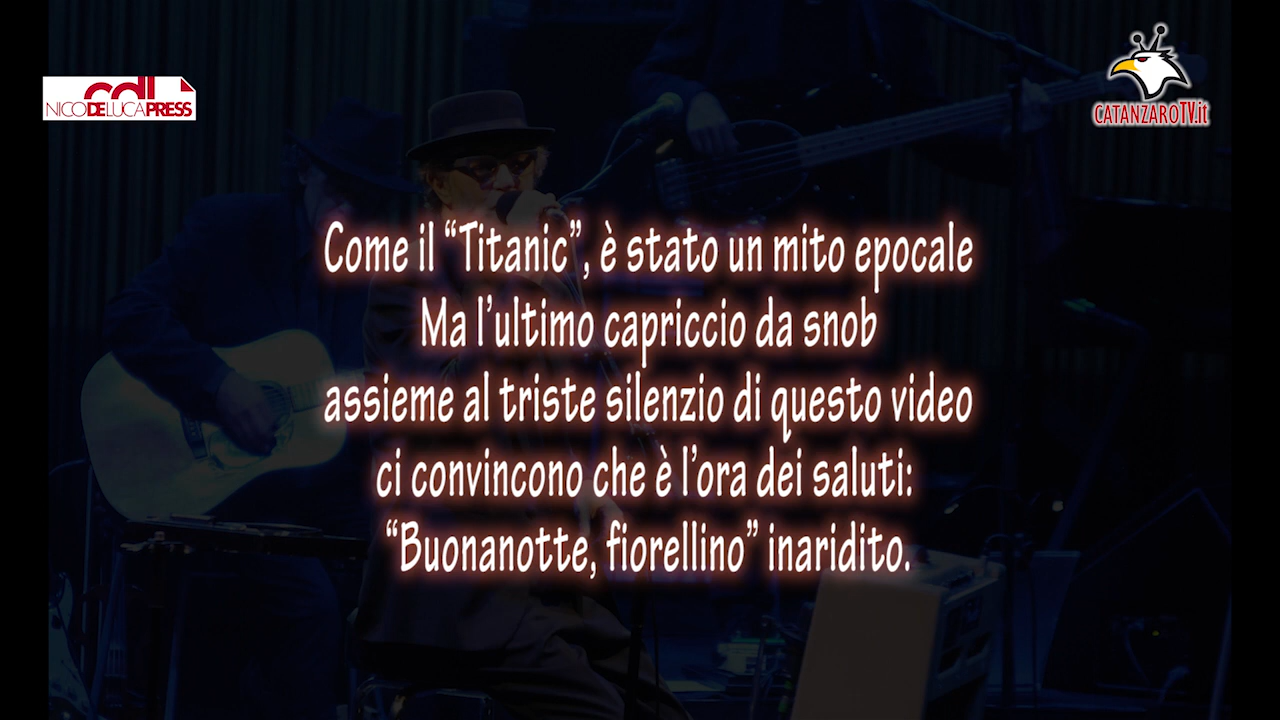 NICODELUCAPRESS
CATANZAROTV.it
Come il “Titanic”, è stato un mito epocale
Ma l’ultimo capriccio da snob
assieme al triste silenzio di questo video
ci convincono che è l’ora dei saluti:
“Buonanotte, fiorellino” inaridito.